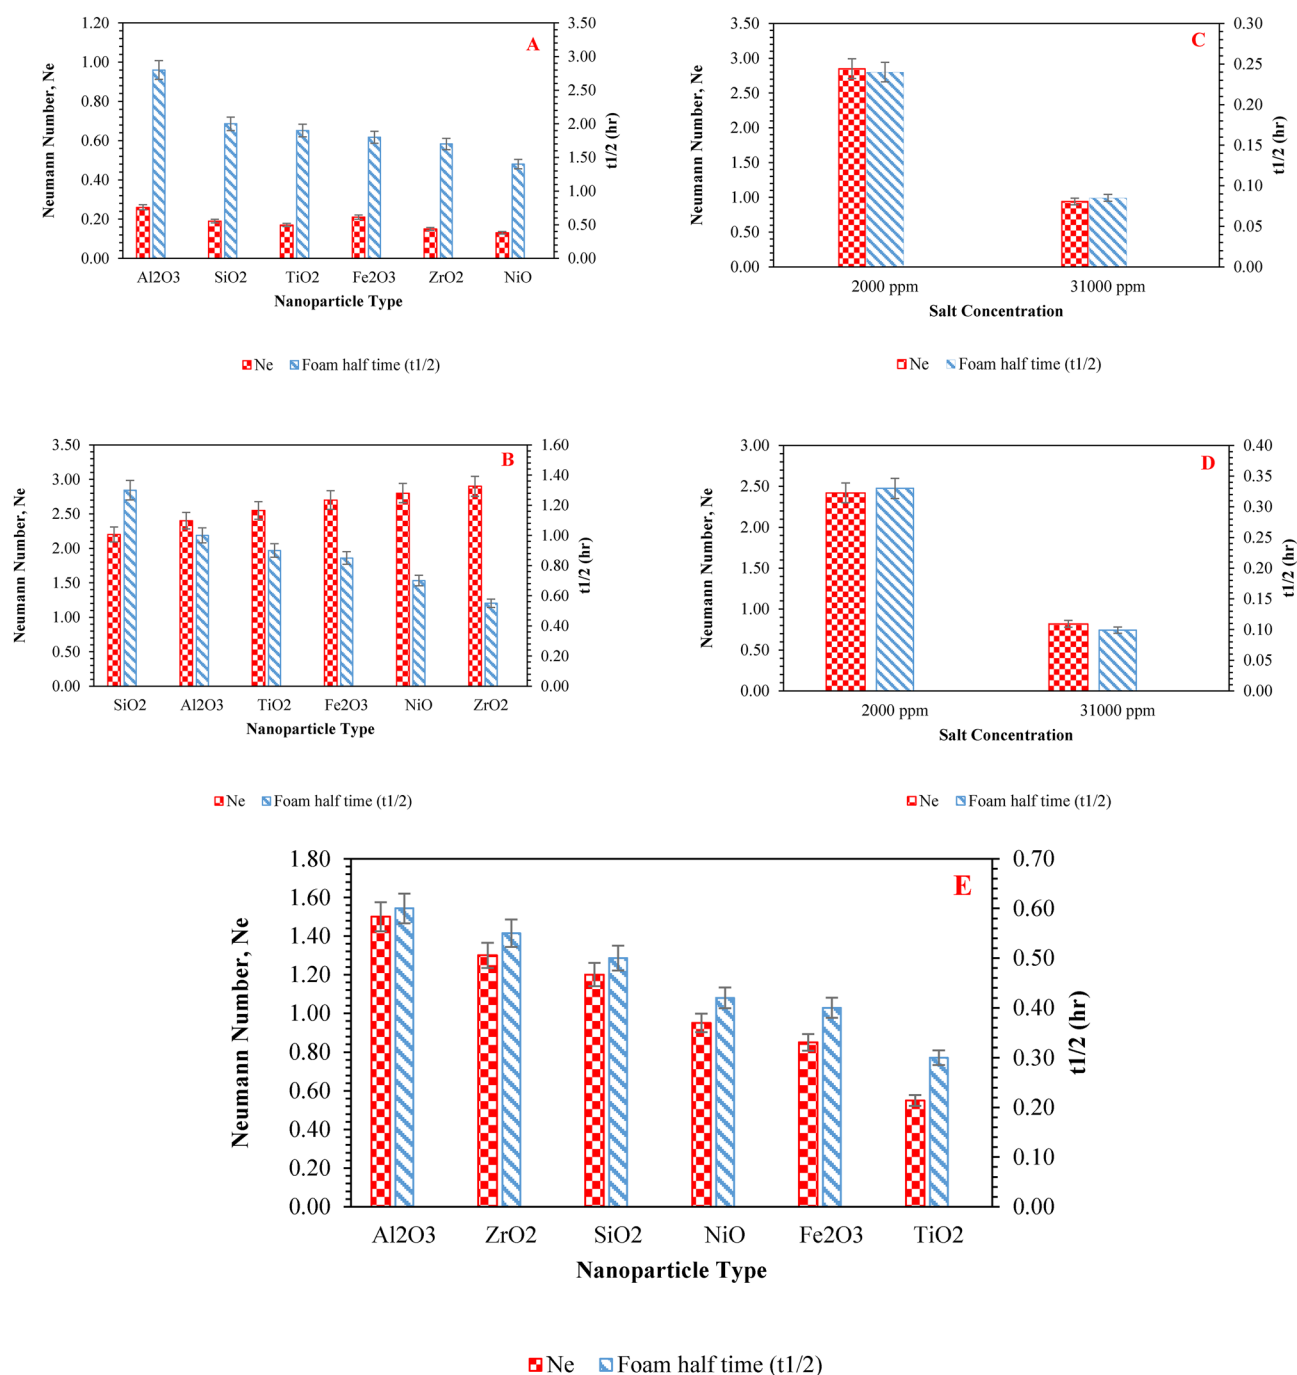 A
Neumann Number, Ne
1.20
1.00
0.80
0.60
0.40
0.20
0.00
3.50
3.00
2.50
2.00
1.50
1.00
0.50
0.00
t1/2 (hr)
Al2O3 SiO2 TiO2 Fe2O3 ZrO2 NiO
Nanoparticle Type
Ne Foam half time (t1/2)
C
Neumann Number, Ne
3.50
3.00
2.50
2.00
1.50
1.00
0.50
0.00
0.30
0.25
0.20
0.15
0.10
0.05
0.00
t1/2 (hr)
2000 ppm 31000 ppm
Salt Concentration
Ne Foam half time (t1/2)
B
Neumann Number, Ne
3.50
3.00
2.50
2.00
1.50
1.00
0.50
0.00
1.60
1.40
1.20
1.00
0.80
0.60
0.40
0.20
0.00
t1/2 (hr)
SiO2 Al2O3 TiO2 Fe2O3 NiO ZrO2
Nanoparticle Type
Ne Foam half time (t1/2)
D
Neumann Number, Ne
3.00
2.50
2.00
1.50
1.00
0.50
0.00
0.40
0.35
0.30
0.25
0.20
0.15
0.10
0.05
0.00
t1/2 (hr)
2000 ppm 31000 ppm
Salt Concentration
Ne Foam half time (t1/2)
E
Neumann Number, Ne
1.80
1.60
1.40
1.20
1.00
0.80
0.60
0.40
0.20
0.00
0.70
0.60
0.50
0.40
0.30
0.20
0.10
0.00
t1/2 (hr)
Al2O3 ZrO2 SiO2 NiO Fe2O3 TiO2
Nanoparticle Type
Ne Foam half time (t1/2)